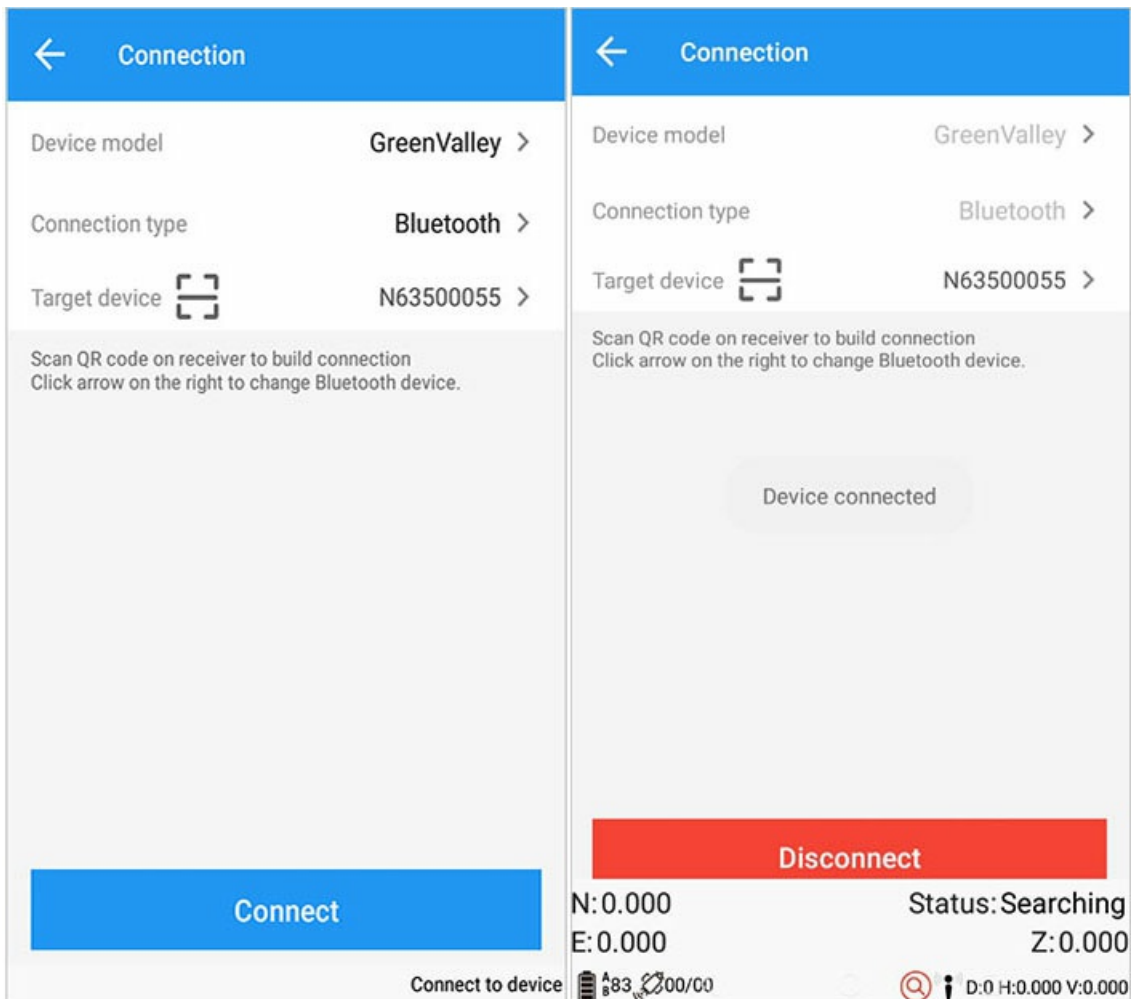 Connection
Device model GreenValley
Connection type Bluetooth
Target device N63500055
Scan QR code on receiver to build connection
Click arrow on the right to change Bluetooth device.
Connect
Connect to device
Connection
Device model GreenValley
Connection type Bluetooth
Target device N63500055
Scan QR code on receiver to build connection
Click arrow on the right to change Bluetooth device.
Device connected
Disconnect
N:0.000 Status:Searching
E:0.000 Z:0.000
A B 83 00/00 D:0 H:0.000 V:0.000